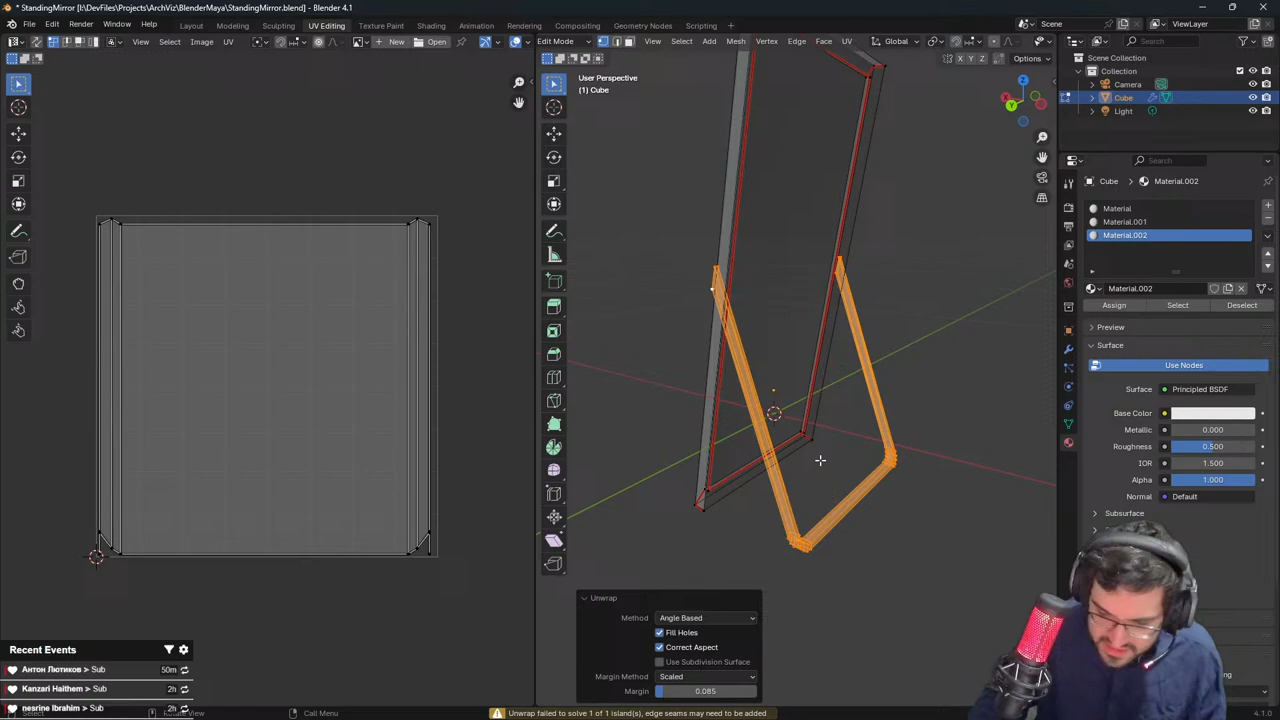 * StandingMirror [I:\DevFiles\Projects\ArchViz\BlenderMaya\StandingMirror.blend] - Blender 4.1
File Edit Render Window Help Layout Modeling Sculpting UV Editing Texture Paint Shading Animation Rendering Compositing Geometry Nodes Scripting Scene ViewLayer
View Select Image UV New Open Edit Mode View Select Add Mesh Vertex Edge Face UV Global Search
X Y Z Options
User Perspective
(1) Cube
Z
X
Y
Scene Collection
Collection
Camera
Cube
Light
Search
Cube > Material.002
Material
Material.001
Material.002
Material.002
Assign Select Deselect
Preview
Surface
Use Nodes
Surface Principled BSDF
Base Color
Metallic 0.000
Roughness 0.500
IOR 1.500
Alpha 1.000
Normal Default
Subsurface
Unwrap
Method Angle Based
Fill Holes
Correct Aspect
Use Subdivision Surface
Margin Method Scaled
Margin 0.085
Recent Events
Антон Лютиков > Sub 50m
Kanzari Haithem > Sub 2h
nesrine Ibrahim > Sub 2h
Call Menu
Unwrap failed to solve 1 of 1 island(s), edge seams may need to be added
4.1.0